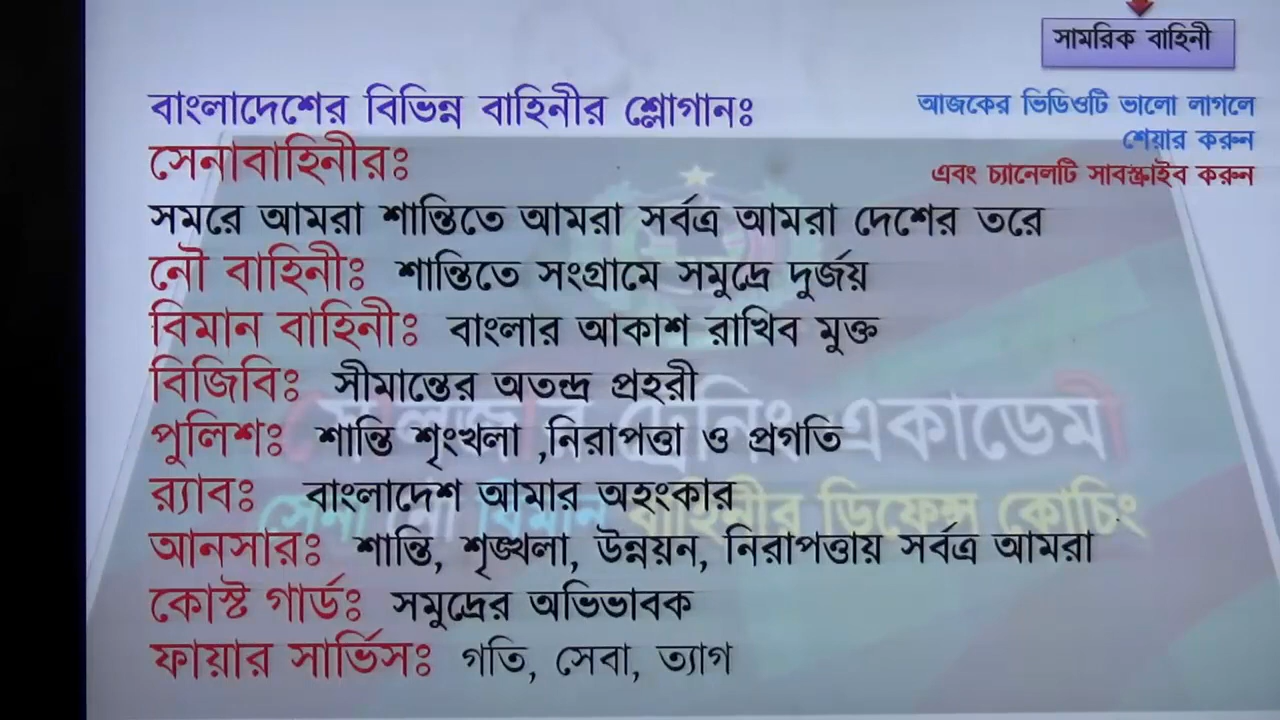 সামরিক বাহিনী
বাংলাদেশের বিভিন্ন বাহিনীর শ্লোগানঃ
আজকের ভিডিওটি ভালো লাগলে
শেয়ার করুন
এবং চ্যানেলটি সাবস্ক্রাইব করুন
সেনাবাহিনীরঃ
সমরে আমরা শান্তিতে আমরা সর্বত্র আমরা দেশের তরে
নৌ বাহিনীঃ শান্তিতে সংগ্রামে সমুদ্রে দুর্জয়
বিমান বাহিনীঃ বাংলার আকাশ রাখিব মুক্ত
বিজিবিঃ সীমান্তের অতন্দ্র প্রহরী
পুলিশঃ শান্তি শৃংখলা ,নিরাপত্তা ও প্রগতি
র‍্যাবঃ বাংলাদেশ আমার অহংকার
আনসারঃ শান্তি, শৃঙ্খলা, উন্নয়ন, নিরাপত্তায় সর্বত্র আমরা
কোস্ট গার্ডঃ সমুদ্রের অভিভাবক
ফায়ার সার্ভিসঃ গতি, সেবা, ত্যাগ
ট্রেনিং একাডেমী
সেনা নৌ বিমান বাহিনীর ডিফেন্স কোচিং